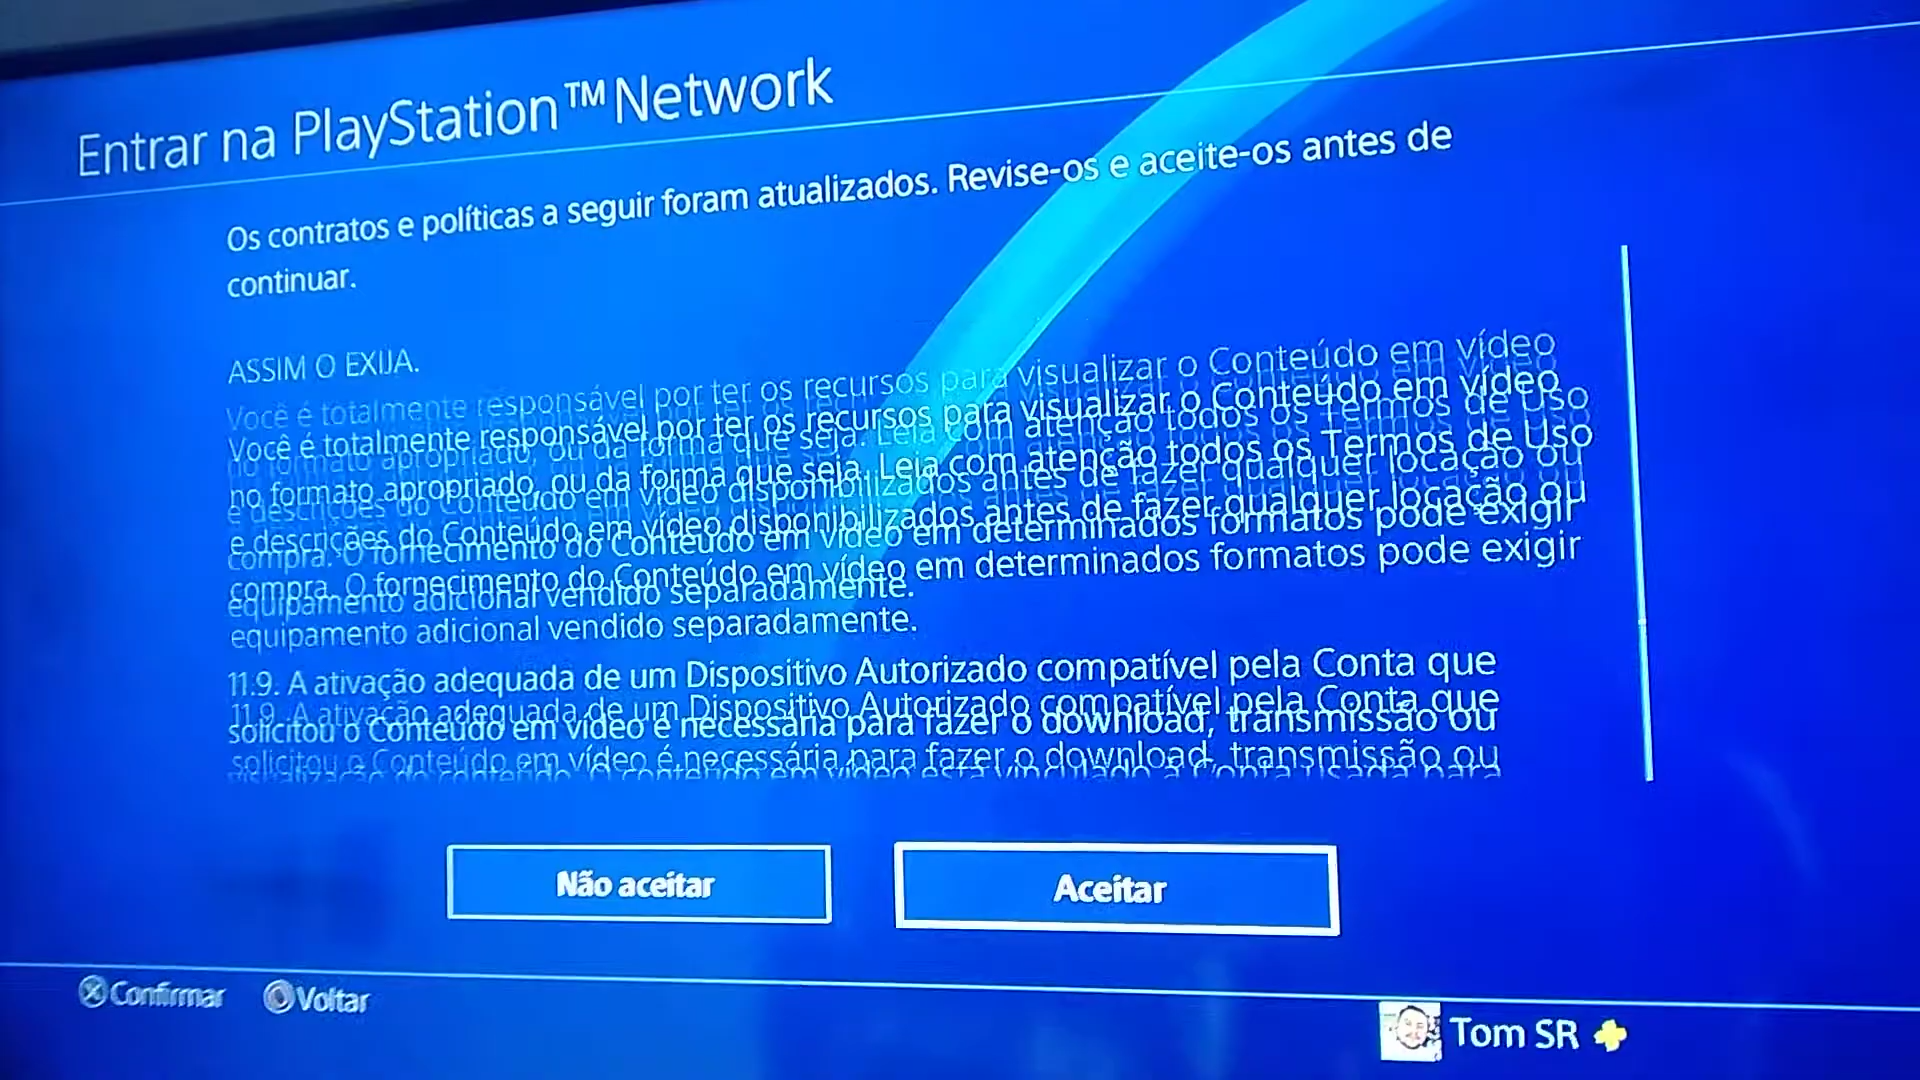 Entrar na PlayStation™Network
Os contratos e políticas a seguir foram atualizados. Revise-os e aceite-os antes de
continuar.
ASSIM O EXIJA.
Você é totalmente responsável por ter os recursos para visualizar o Conteúdo em vídeo
no formato apropriado, ou da forma que seja. Leia com atenção todos os Termos de Uso
e descrições do Conteúdo em vídeo disponibilizados antes de fazer qualquer locação ou
compra. O fornecimento do Conteúdo em vídeo em determinados formatos pode exigir
equipamento adicional vendido separadamente.
11.9. A ativação adequada de um Dispositivo Autorizado compatível pela Conta que
solicitou o Conteúdo em vídeo é necessária para fazer o download, transmissão ou
Não aceitar
Aceitar
Confirmar
Voltar
Tom SR